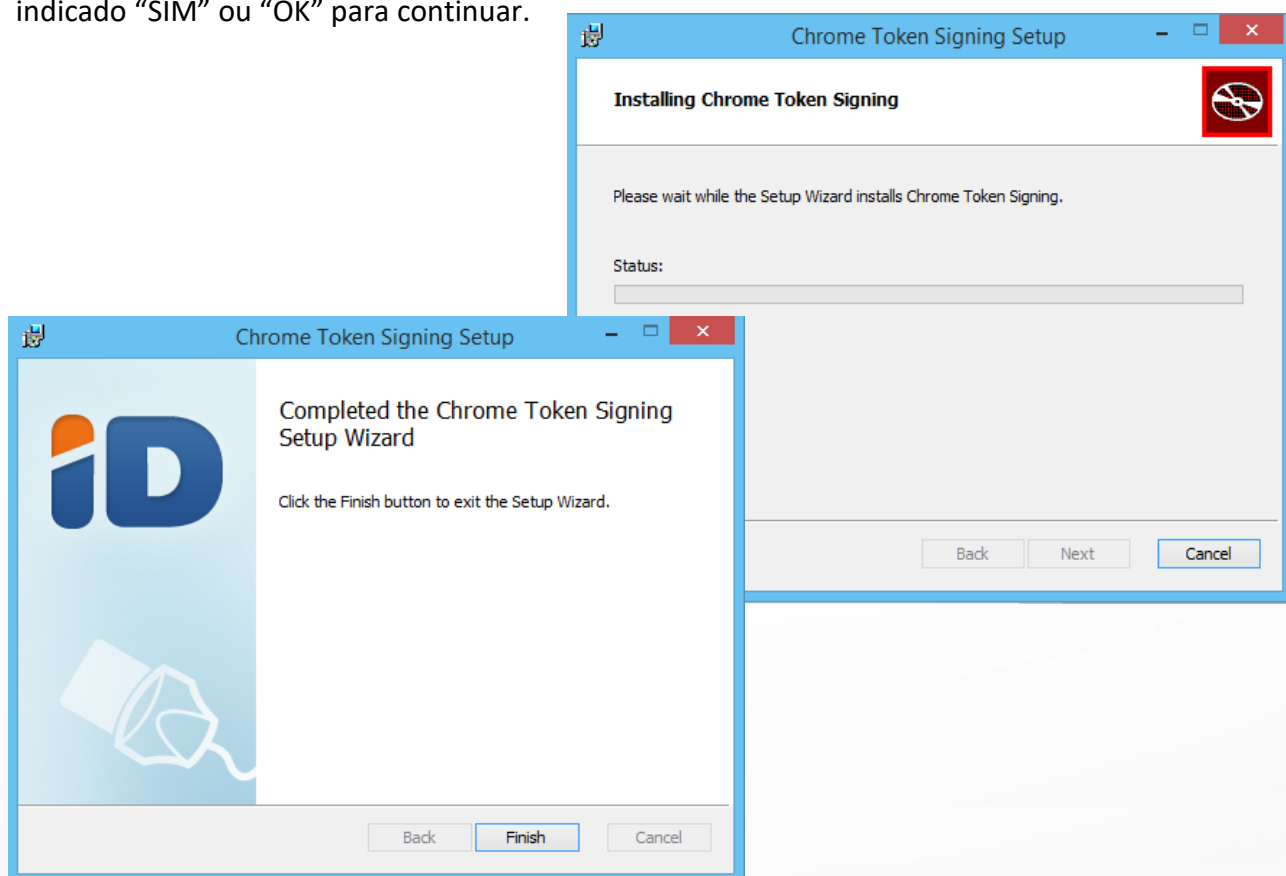 indicado “SIM” ou “OK” para continuar.
Chrome Token Signing Setup
Installing Chrome Token Signing
Please wait while the Setup Wizard installs Chrome Token Signing.
Status:
Back Next Cancel
Chrome Token Signing Setup
iD
Completed the Chrome Token Signing
Setup Wizard
Click the Finish button to exit the Setup Wizard.
Back Finish Cancel